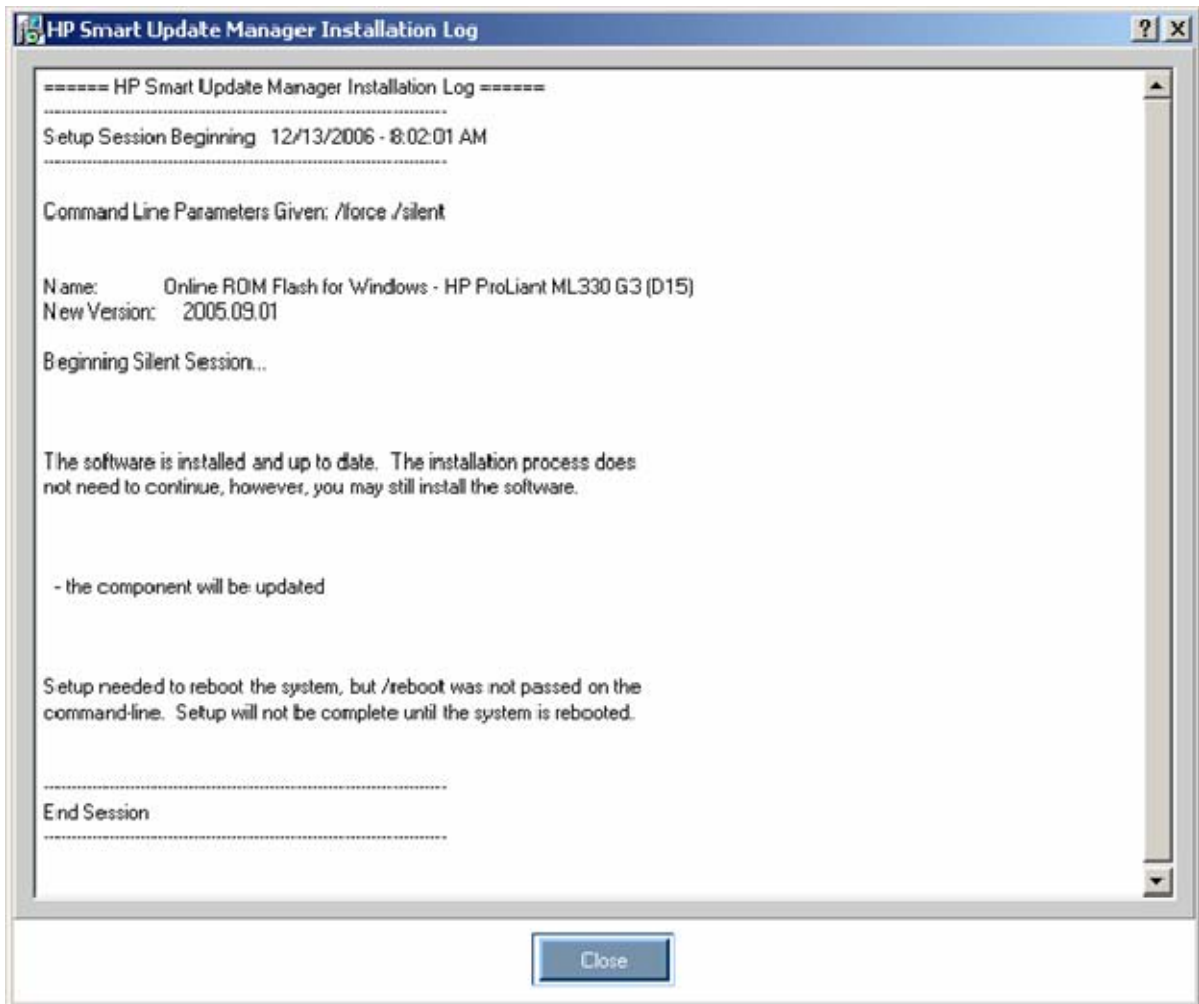 HP Smart Update Manager Installation Log
====== HP Smart Update Manager Installation Log ======
Setup Session Beginning 12/13/2006 - 8:02:01 AM
Command Line Parameters Given: /force /silent
Name: Online ROM Flash for Windows - HP ProLiant ML330 G3 (D15)
New Version: 2005.09.01
Beginning Silent Session...
The software is installed and up to date. The installation process does
not need to continue, however, you may still install the software.
- the component will be updated
Setup needed to reboot the system, but /reboot was not passed on the
command-line. Setup will not be complete until the system is rebooted.
End Session
Close